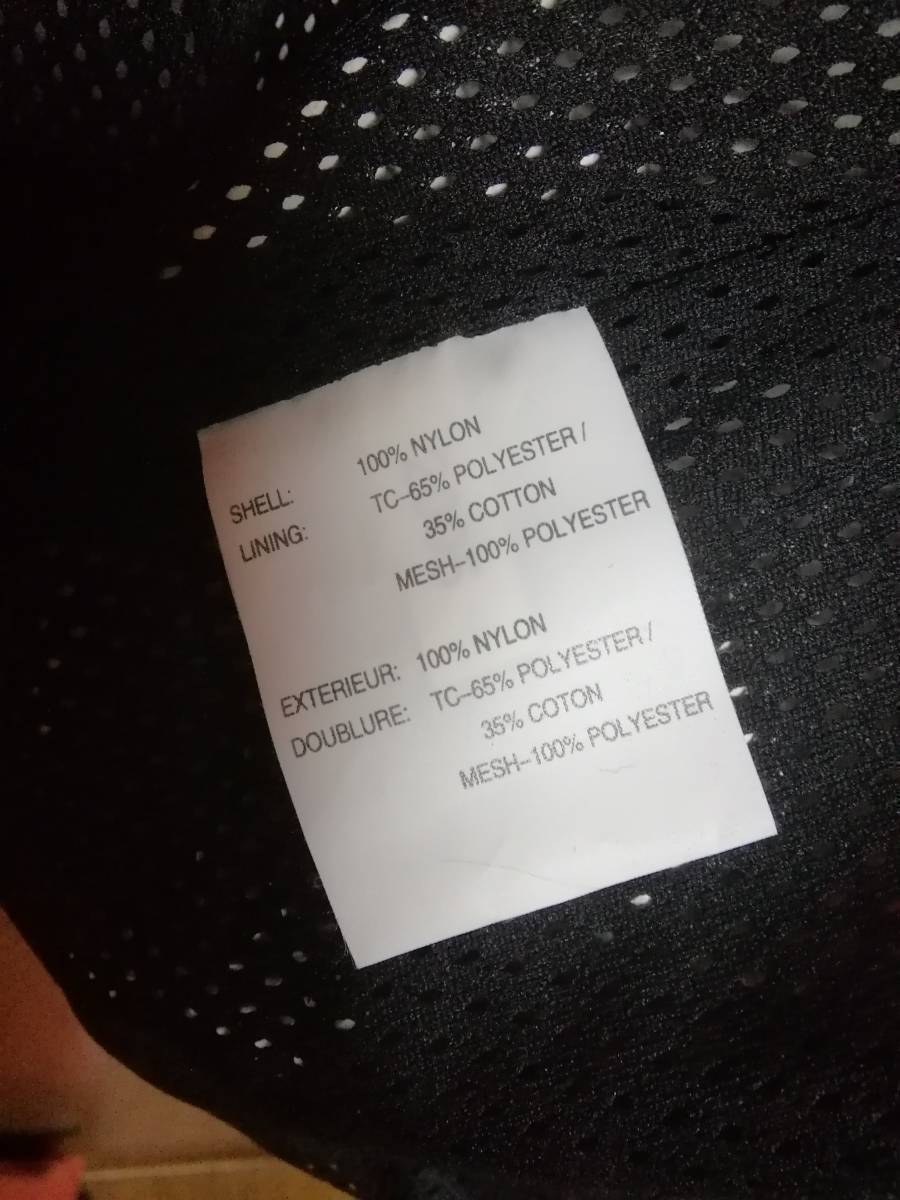 SHELL: 100% NYLON
LINING: TC-65% POLYESTER /
35% COTTON
MESH-100% POLYESTER
EXTERIEUR: 100% NYLON
DOUBLURE: TC-65% POLYESTER /
35% COTON
MESH-100% POLYESTER